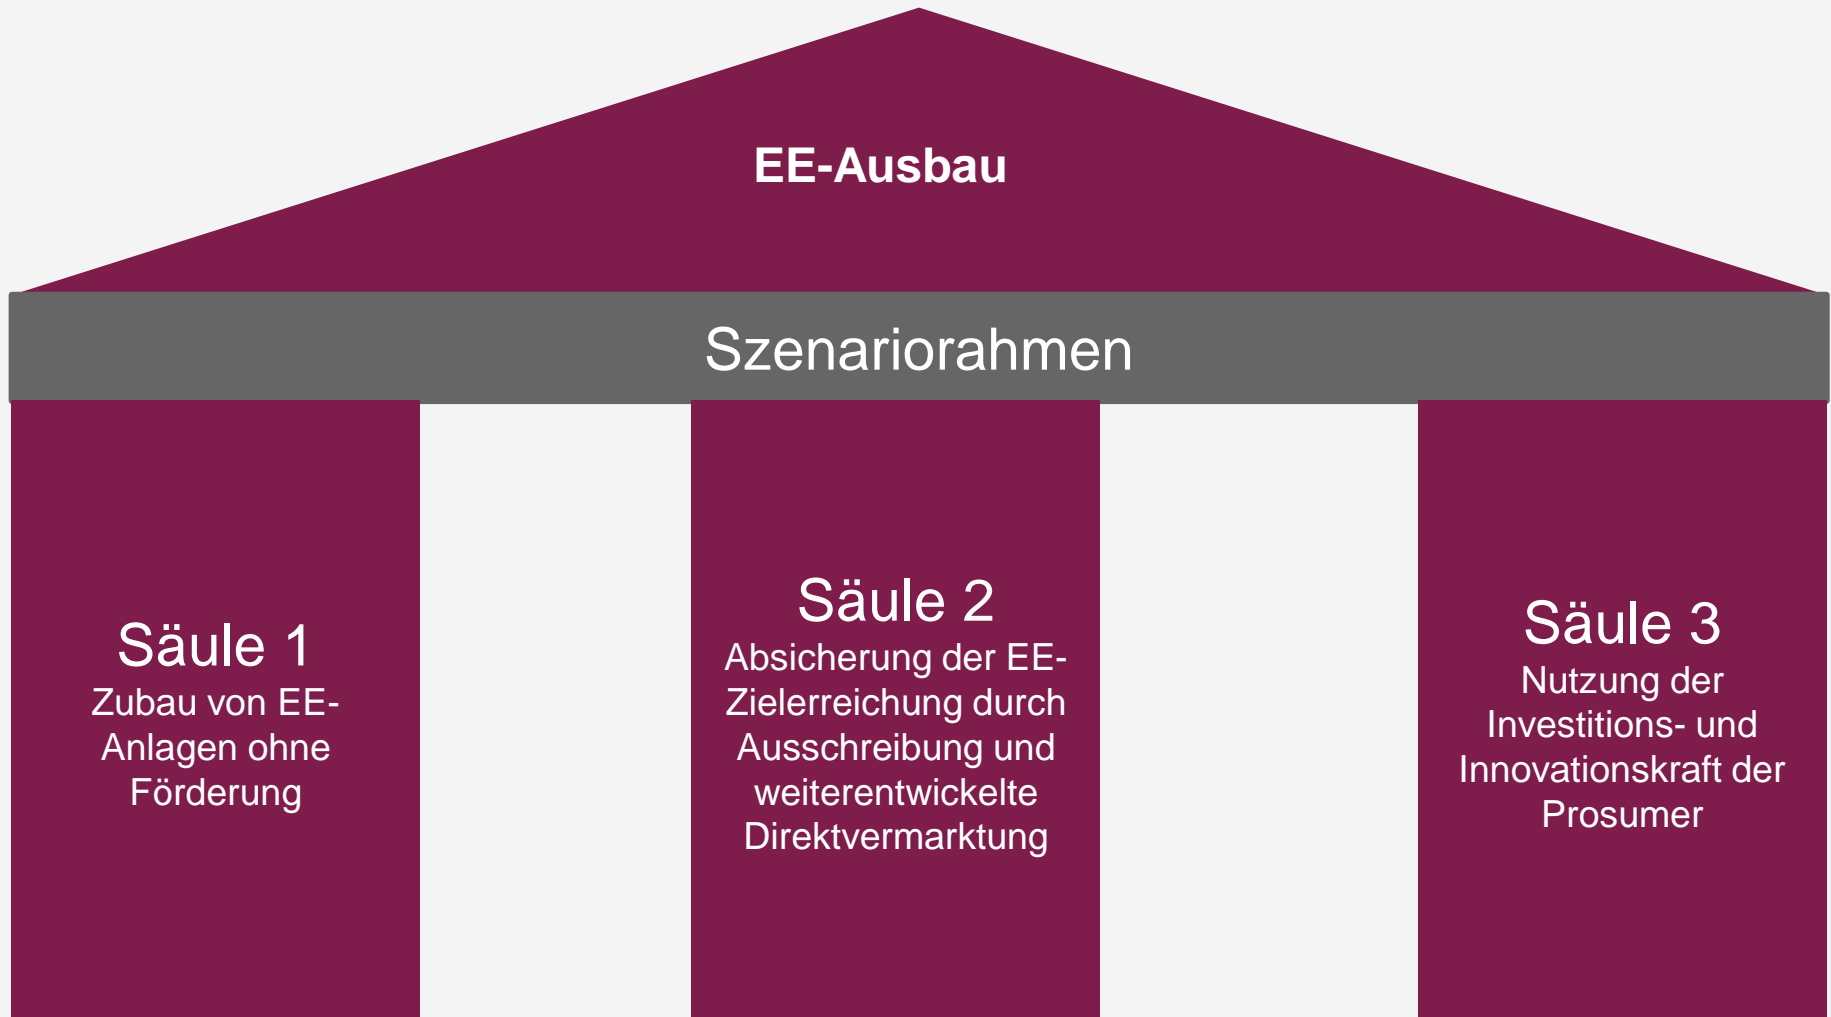 EE-Ausbau
Szenariorahmen
Säule 1
Zubau von EE-
Anlagen ohne
Förderung
Säule 2
Absicherung der EE-
Zielerreichung durch
Ausschreibung und
weiterentwickelte
Direktvermarktung
Säule 3
Nutzung der
Investitions- und
Innovationskraft der
Prosumer